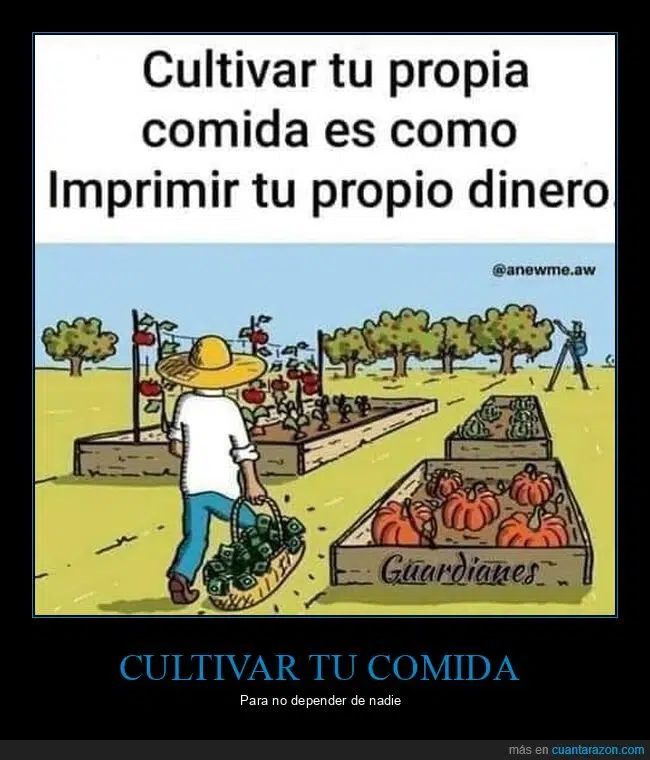 Cultivar tu propia
comida es como
Imprimir tu propio dinero.
@anewme.aw
Guardianes
CULTIVAR TU COMIDA
Para no depender de nadie
más en cuantarazon.com